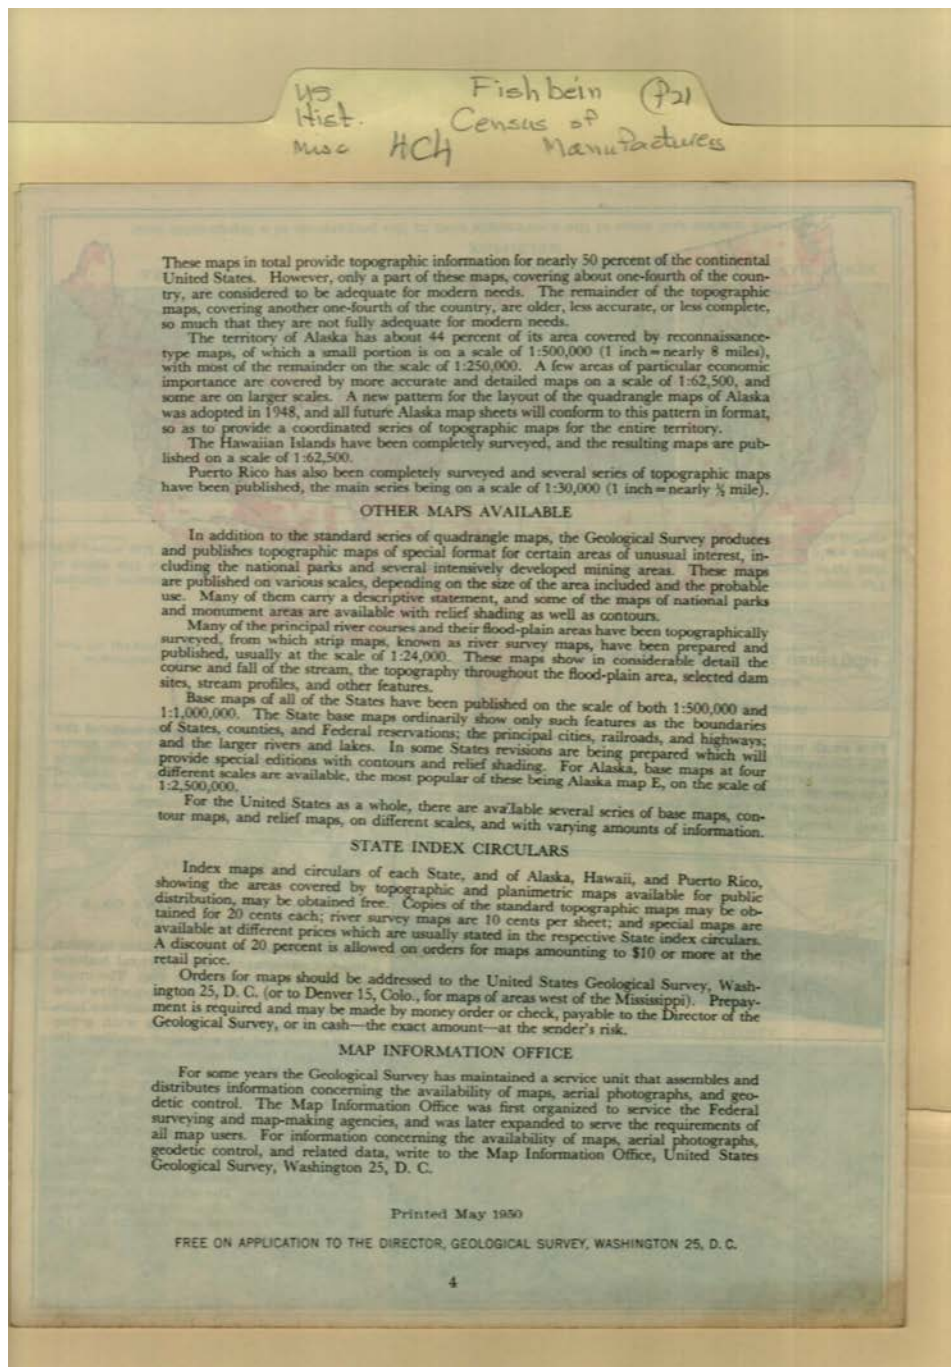 US Fishbein P21
Hist. Census of
Misc HCH Manufactures
These maps in total provide topographic information for nearly 50 percent of the continental
United States. However, only a part of these maps, covering about one-fourth of the coun-
try, are considered to be adequate for modern needs. The remainder of the topographic
maps, covering another one-fourth of the country, are older, less accurate, or less complete,
so much that they are not fully adequate for modern needs.
The territory of Alaska has about 44 percent of its area covered by reconnaissance-
type maps, of which a small portion is on a scale of 1:500,000 (1 inch=nearly 8 miles),
with most of the remainder on the scale of 1:250,000. A few areas of particular economic
importance are covered by more accurate and detailed maps on a scale of 1:62,500, and
some are on larger scales. A new pattern for the layout of the quadrangle maps of Alaska
was adopted in 1948, and all future Alaska map sheets will conform to this pattern in format,
so as to provide a coordinated series of topographic maps for the entire territory.
The Hawaiian Islands have been completely surveyed, and the resulting maps are pub-
lished on a scale of 1:62,500.
Puerto Rico has also been completely surveyed and several series of topographic maps
have been published, the main series being on a scale of 1:30,000 (1 inch=nearly ½ mile).
OTHER MAPS AVAILABLE
In addition to the standard series of quadrangle maps, the Geological Survey produces
and publishes topographic maps of special format for certain areas of unusual interest, in-
cluding the national parks and several intensively developed mining areas. These maps
are published on various scales, depending on the size of the area included and the probable
use. Many of them carry a descriptive statement, and some of the maps of national parks
and monument areas are available with relief shading as well as contours.
Many of the principal river courses and their flood-plain areas have been topographically
surveyed, from which strip maps, known as river survey maps, have been prepared and
published, usually at the scale of 1:24,000. These maps show in considerable detail the
course and fall of the stream, the topography throughout the flood-plain area, selected dam
sites, stream profiles, and other features.
Base maps of all of the States have been published on the scale of both 1:500,000 and
1:1,000,000. The State base maps ordinarily show only such features as the boundaries
of States, counties, and Federal reservations; the principal cities, railroads, and highways;
and the larger rivers and lakes. In some States revisions are being prepared which will
provide special editions with contours and relief shading. For Alaska, base maps at four
different scales are available, the most popular of these being Alaska map E, on the scale of
1:2,500,000.
For the United States as a whole, there are available several series of base maps, con-
tour maps, and relief maps, on different scales, and with varying amounts of information.
STATE INDEX CIRCULARS
Index maps and circulars of each State, and of Alaska, Hawaii, and Puerto Rico,
showing the areas covered by topographic and planimetric maps available for public
distribution, may be obtained free. Copies of the standard topographic maps may be ob-
tained for 20 cents each; river survey maps are 10 cents per sheet; and special maps are
available at different prices which are usually stated in the respective State index circulars.
A discount of 20 percent is allowed on orders for maps amounting to $10 or more at the
retail price.
Orders for maps should be addressed to the United States Geological Survey, Wash-
ington 25, D. C. (or to Denver 15, Colo., for maps of areas west of the Mississippi). Prepay-
ment is required and may be made by money order or check, payable to the Director of the
Geological Survey, or in cash—the exact amount—at the sender's risk.
MAP INFORMATION OFFICE
For some years the Geological Survey has maintained a service unit that assembles and
distributes information concerning the availability of maps, aerial photographs, and geo-
detic control. The Map Information Office was first organized to service the Federal
surveying and map-making agencies, and was later expanded to serve the requirements of
all map users. For information concerning the availability of maps, aerial photographs,
geodetic control, and related data, write to the Map Information Office, United States
Geological Survey, Washington 25, D. C.
Printed May 1950
FREE ON APPLICATION TO THE DIRECTOR, GEOLOGICAL SURVEY, WASHINGTON 25, D. C.
4